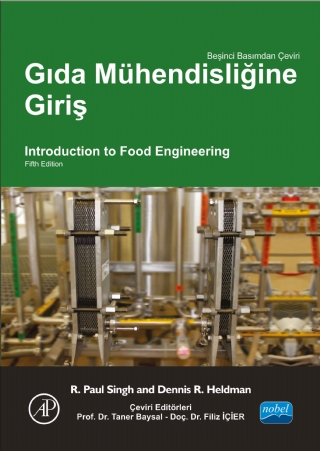 Beşinci Basımdan Çeviri
Gıda Mühendisliğine
Giriş
Introduction to Food Engineering
Fifth Edition
R. Paul Singh and Dennis R. Heldman
Çeviri Editörleri
Prof. Dr. Taner Baysal - Doç. Dr. Filiz İÇİER
AP
nobel